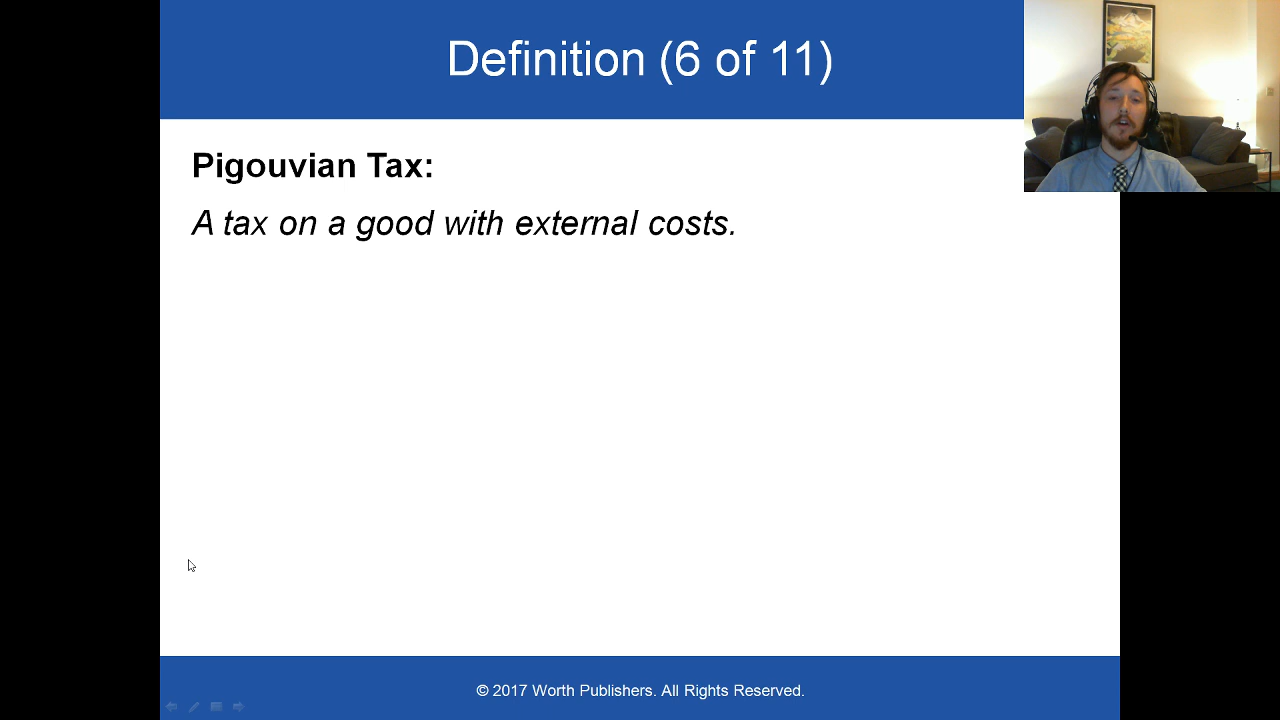 Definition (6 of 11)
Pigouvian Tax:
A tax on a good with external costs.
© 2017 Worth Publishers. All Rights Reserved.